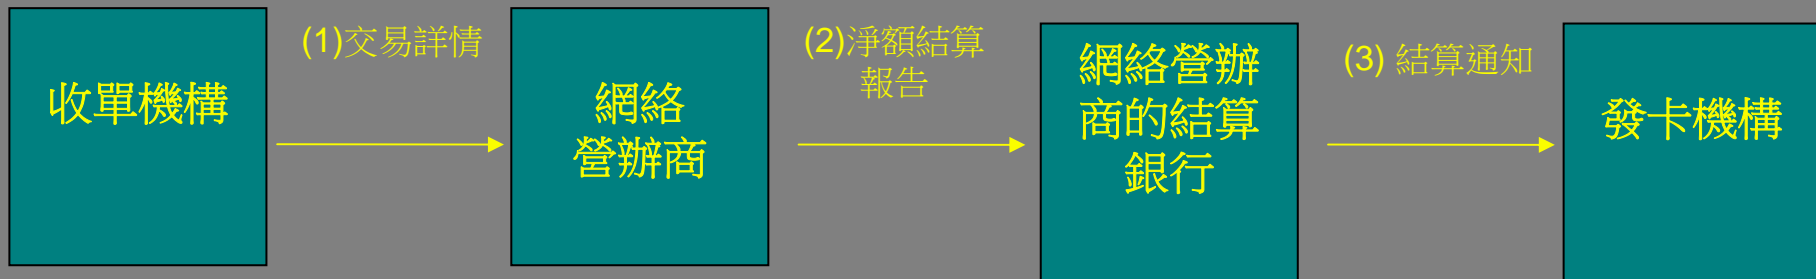 收單機構
(1)交易詳情
網絡
營辦商
(2)淨額結算
報告
網絡營辦
商的結算
銀行
(3) 結算通知
發卡機構